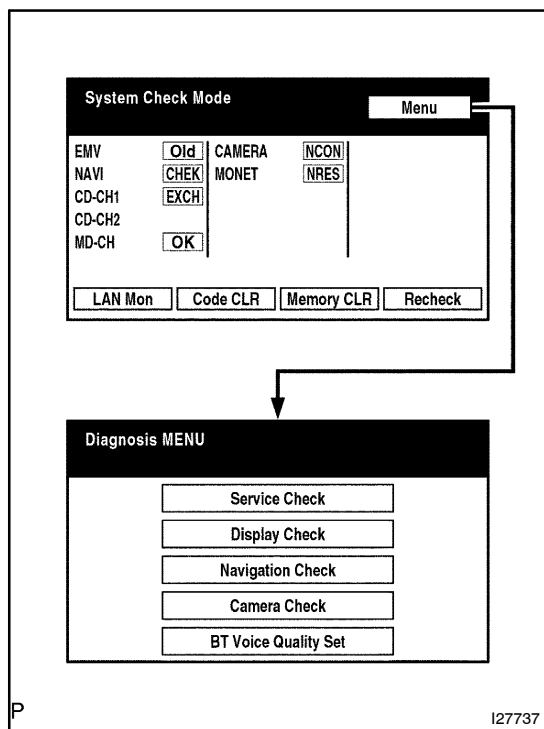 System Check Mode
Menu
EMV Old CAMERA NCON
NAVI CHEK MONET NRES
CD-CH1 EXCH
CD-CH2
MD-CH OK
LAN Mon Code CLR Memory CLR Recheck
Diagnosis MENU
Service Check
Display Check
Navigation Check
Camera Check
BT Voice Quality Set
P I27737